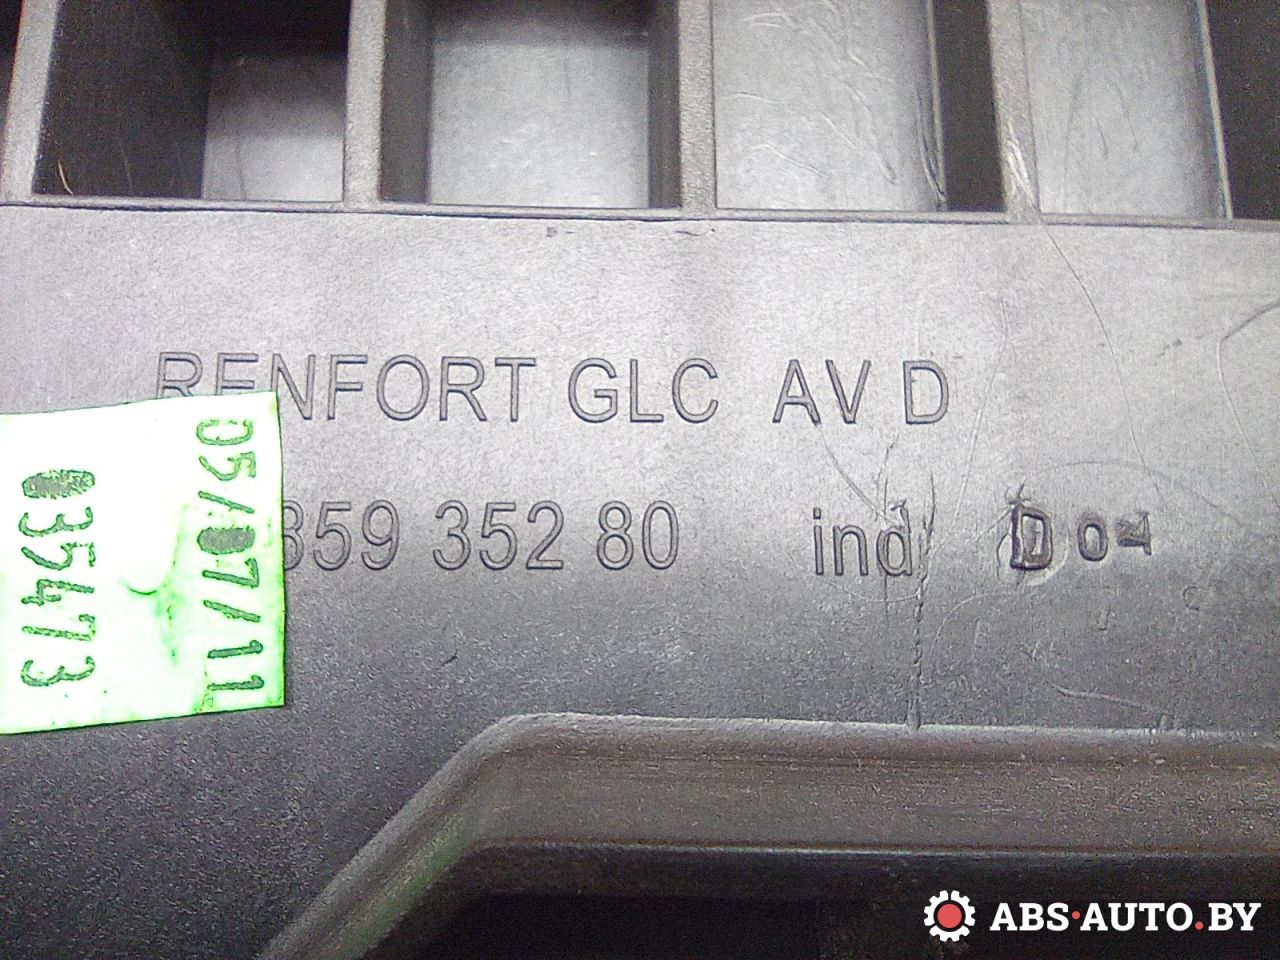 RENFORT GLC AV D
859 352 80 ind D 04
05/07/11
035473
ABS·AUTO.BY